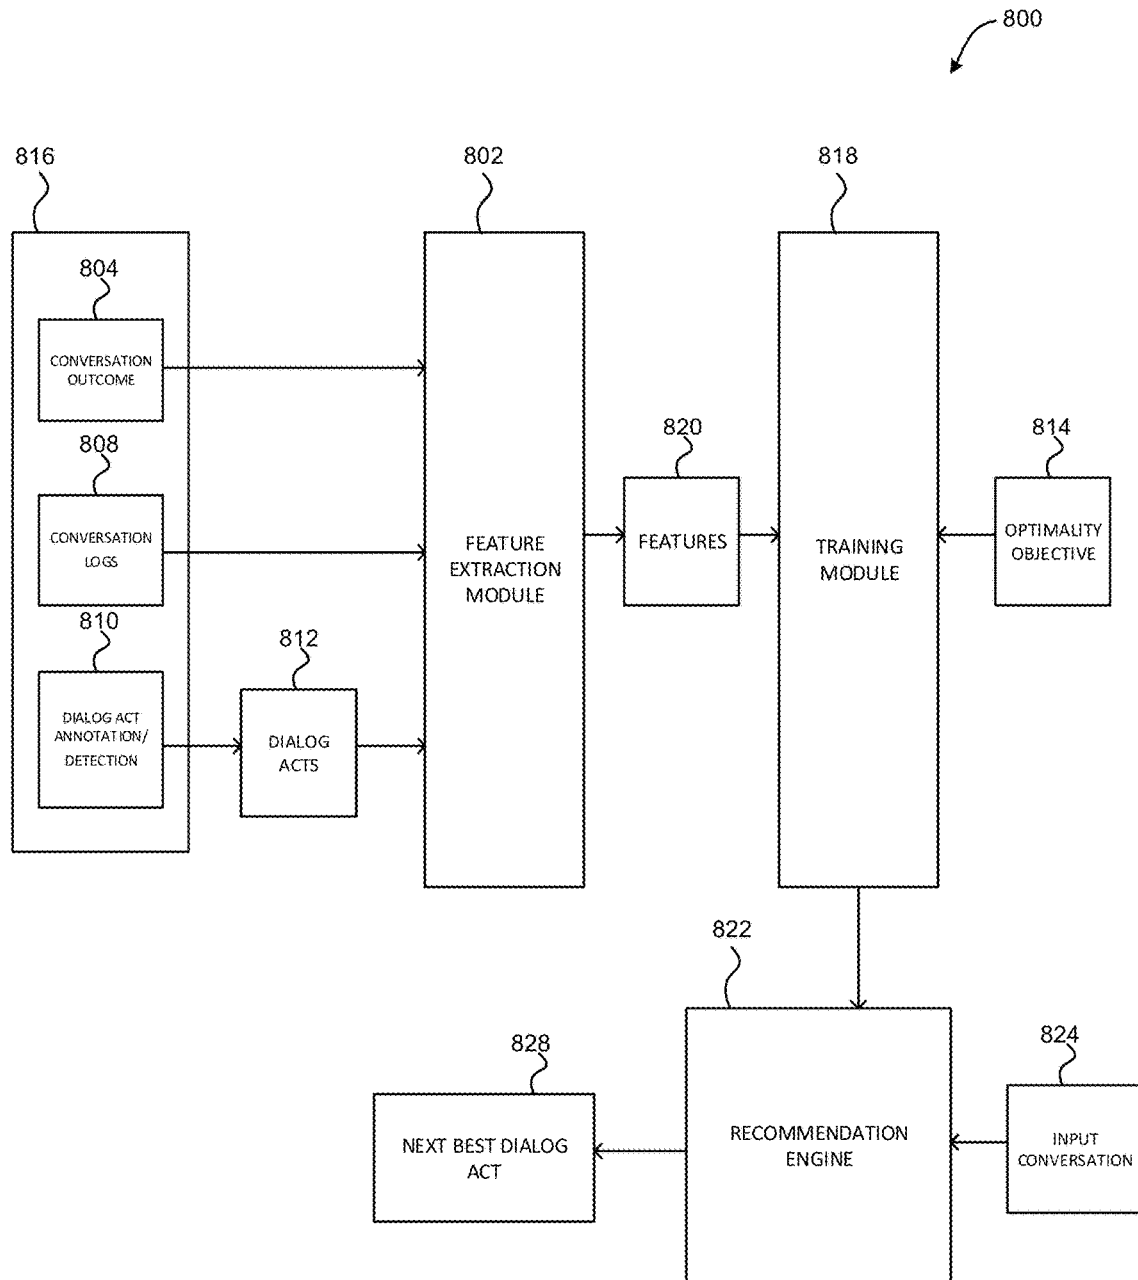 800
816
802
818
804
CONVERSATION
OUTCOME
808
CONVERSATION
LOGS
810
DIALOG ACT
ANNOTATION/
DETECTION
812
DIALOG
ACTS
FEATURE
EXTRACTION
MODULE
820
FEATURES
TRAINING
MODULE
814
OPTIMALITY
OBJECTIVE
822
RECOMMENDATION
ENGINE
824
INPUT
CONVERSATION
828
NEXT BEST DIALOG
ACT